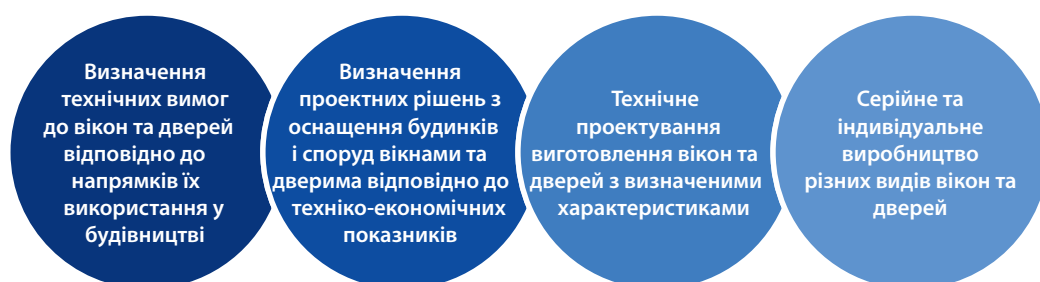 Визначення
технічних вимог
до вікон та дверей
відповідно до
напрямків їх
використання у
будівництві
Визначення
проектних рішень з
оснащення будинків
і споруд вікнами та
дверима відповідно до
техніко-економічних
показників
Технічне
проектування
виготовлення вікон та
дверей з визначеними
характеристиками
Серійне та
індивідуальне
виробництво
різних видів вікон та
дверей